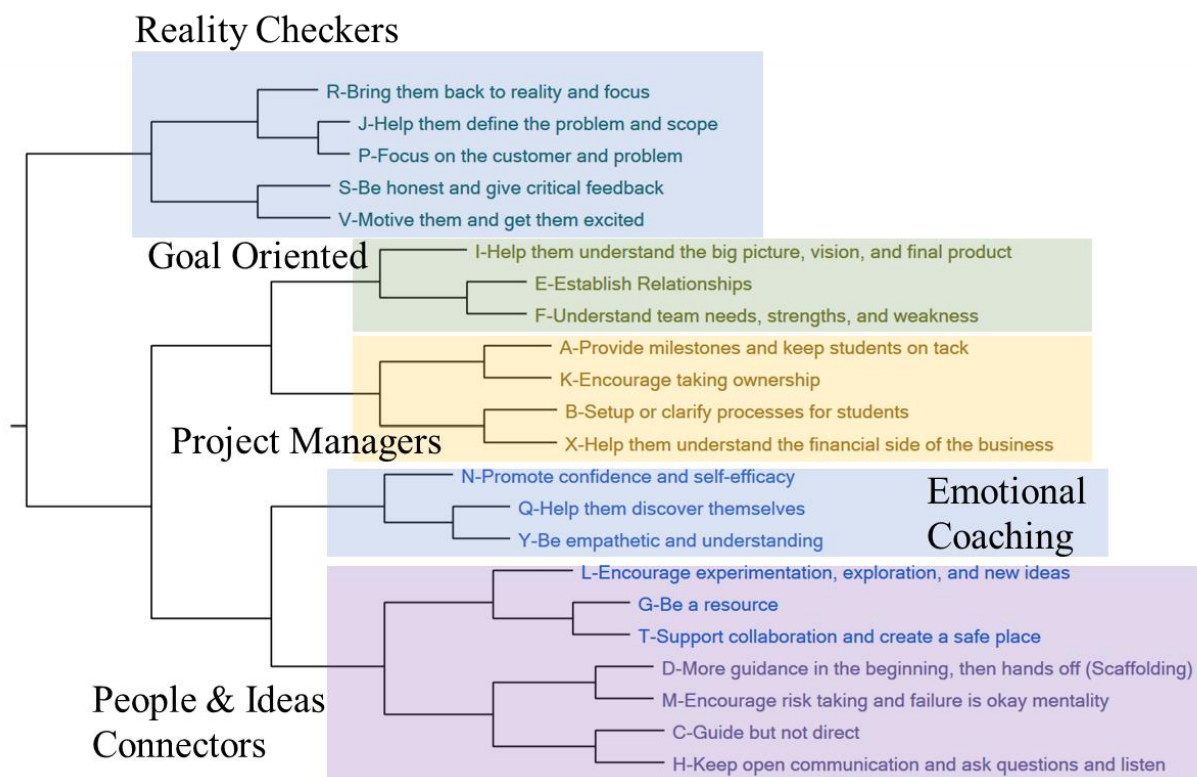 Reality Checkers
R-Bring them back to reality and focus
J-Help them define the problem and scope
P-Focus on the customer and problem
S-Be honest and give critical feedback
V-Motive them and get them excited
Goal Oriented
I-Help them understand the big picture, vision, and final product
E-Establish Relationships
F-Understand team needs, strengths, and weakness
A-Provide milestones and keep students on tack
K-Encourage taking ownership
B-Setup or clarify processes for students
Project Managers
X-Help them understand the financial side of the business
N-Promote confidence and self-efficacy
Emotional
Coaching
Q-Help them discover themselves
Y-Be empathetic and understanding
L-Encourage experimentation, exploration, and new ideas
G-Be a resource
T-Support collaboration and create a safe place
D-More guidance in the beginning, then hands off (Scaffolding)
People & Ideas
Connectors
M-Encourage risk taking and failure is okay mentality
C-Guide but not direct
H-Keep open communication and ask questions and listen